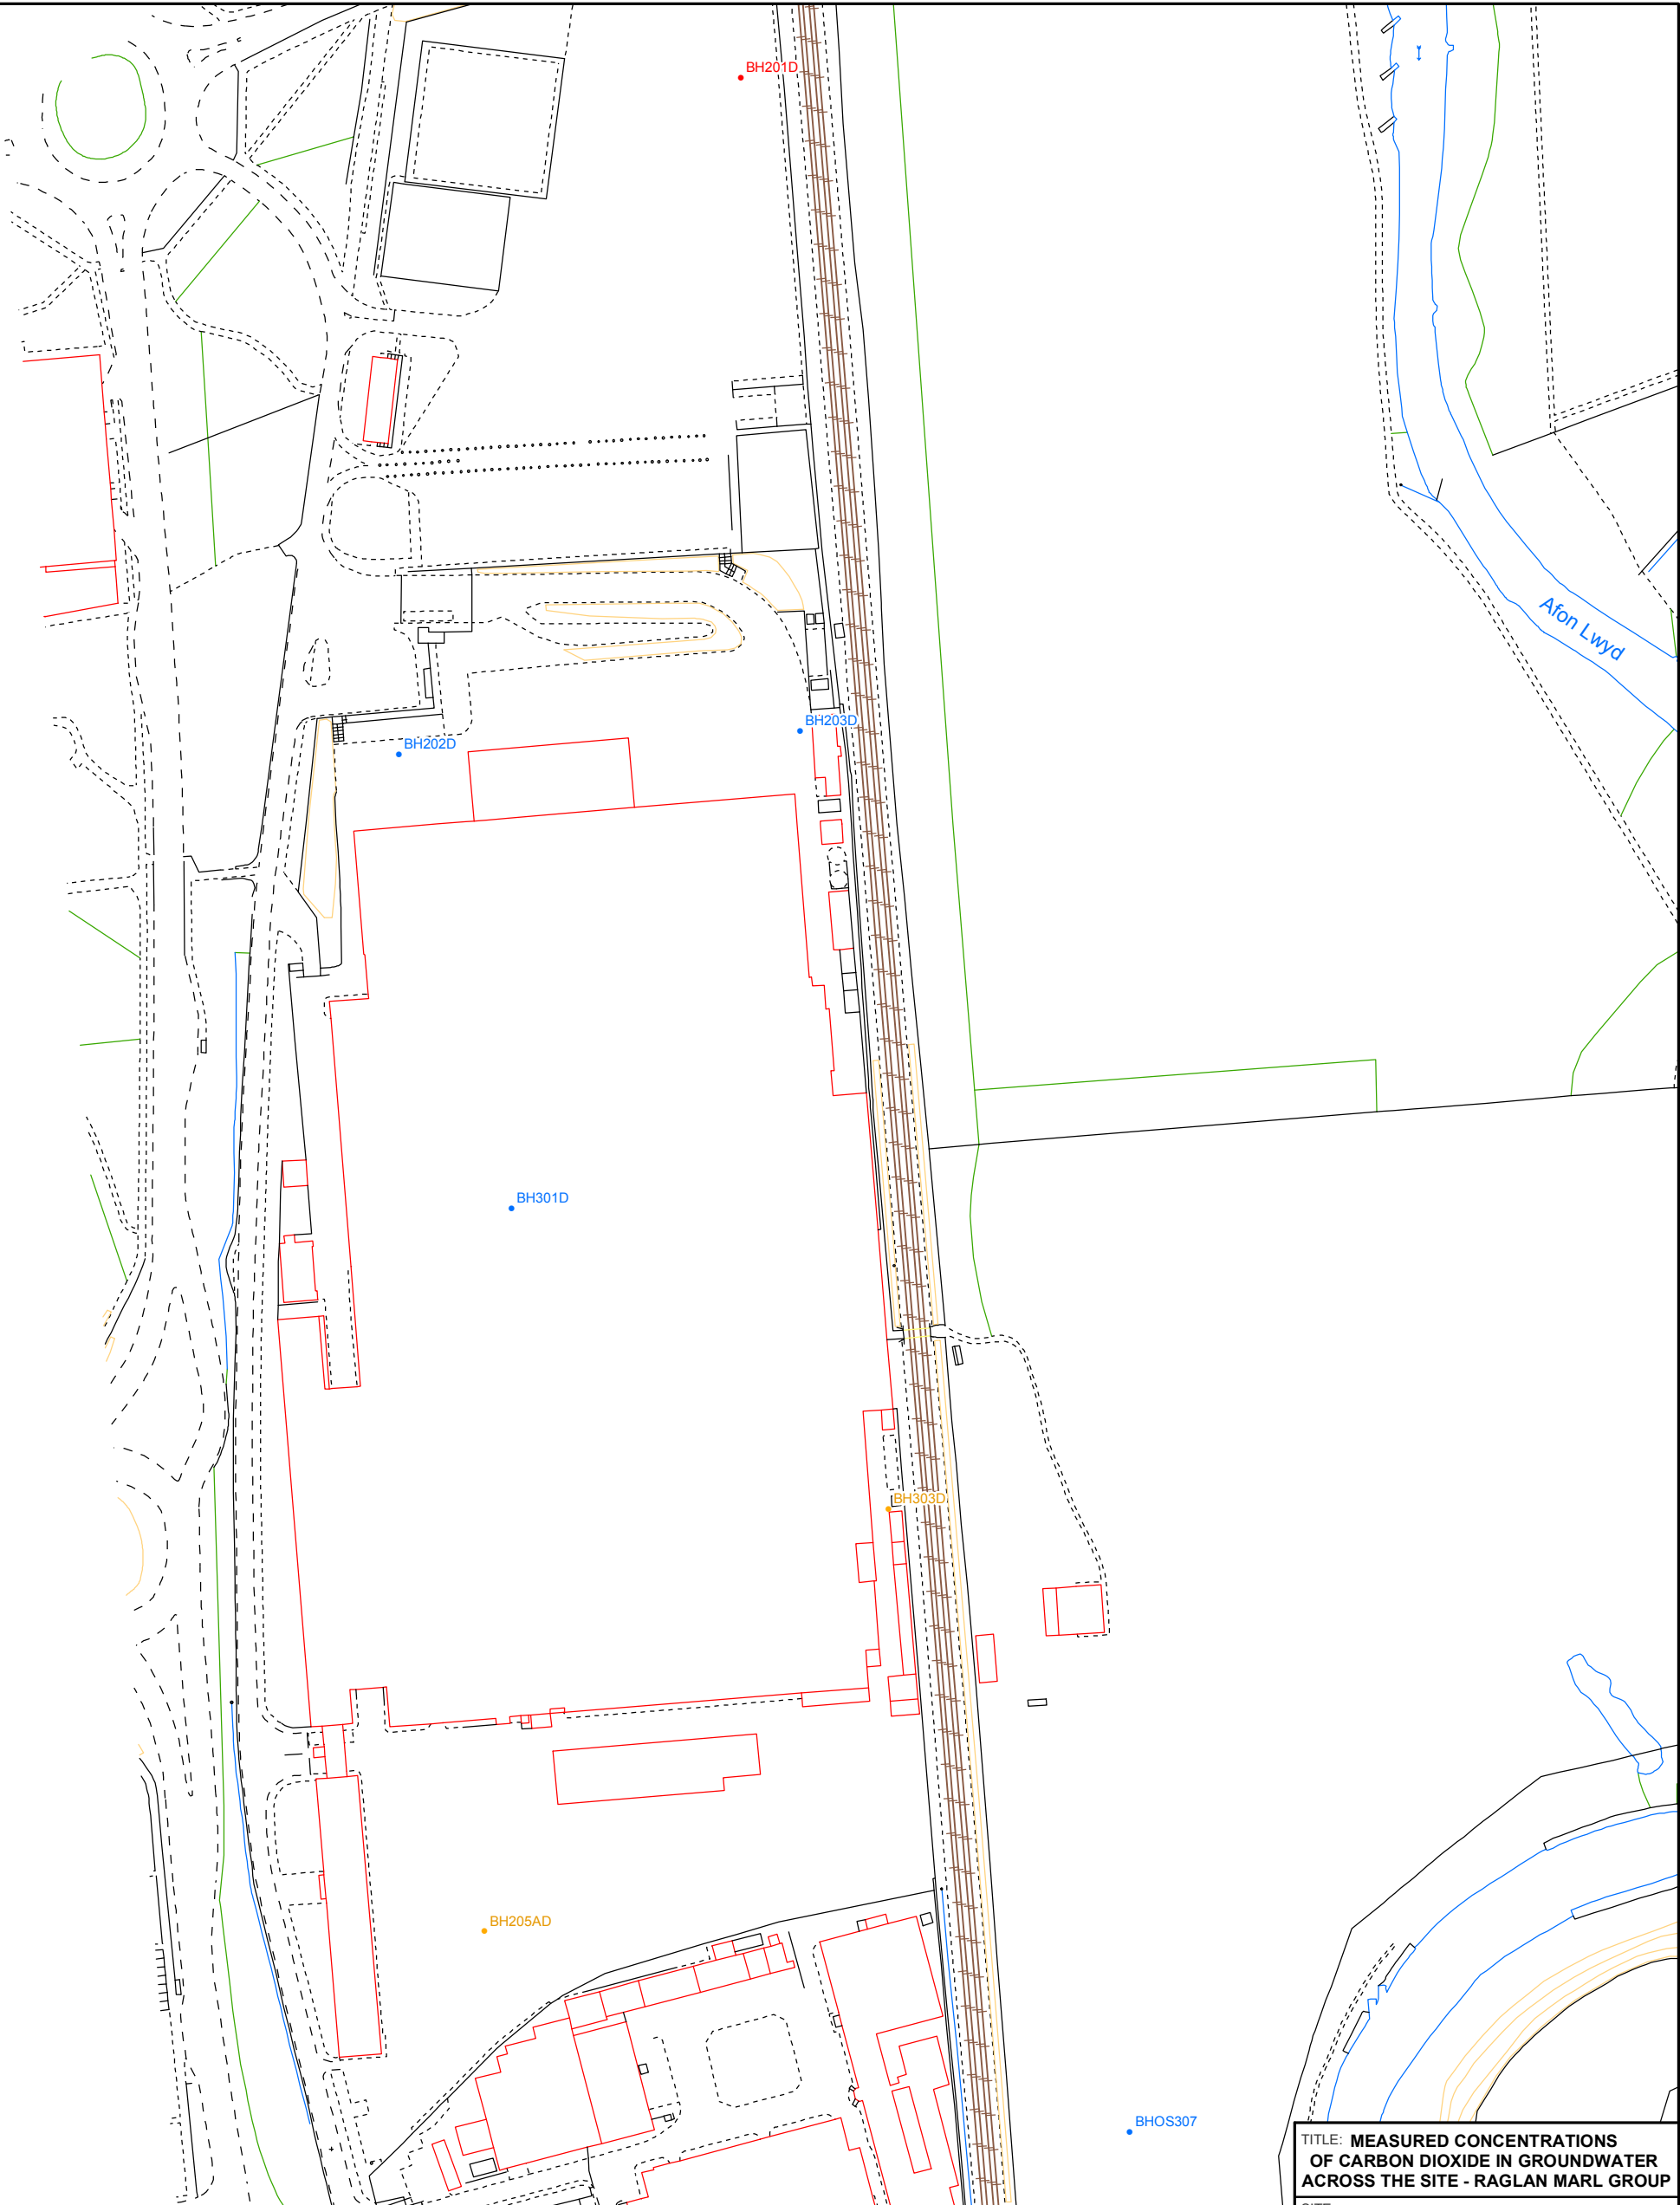 BH201D
Afon Lwyd
BH203D
BH202D
BH301D
BH303D
BH205AD
BHOS307
TITLE: MEASURED CONCENTRATIONS
OF CARBON DIOXIDE IN GROUNDWATER
ACROSS THE SITE - RAGLAN MARL GROUP